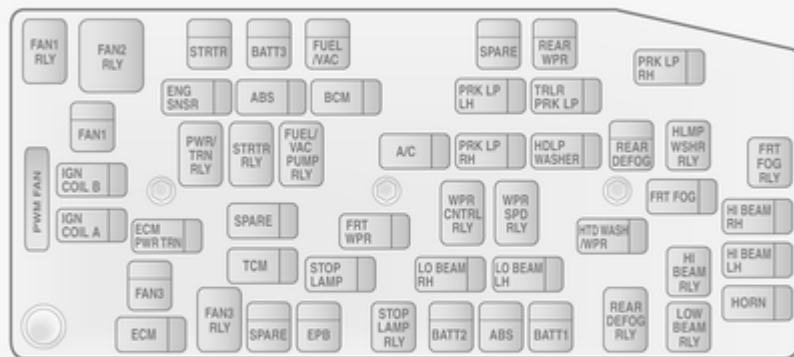 FAN1
RLY
FAN2
RLY
STRTR
BATT3
FUEL
/VAC
SPARE
REAR
WPR
PRK LP
RH
ENG
SNSR
ABS
BCM
PRK LP
LH
TRLR
PRK LP
FAN1
PWR/
TRN
RLY
STRTR
RLY
FUEL/
VAC
PUMP
RLY
A/C
PRK LP
RH
HDLP
WASHER
REAR
DEFOG
HLMP
WSHR
RLY
FRT
FOG
RLY
PWM FAN
IGN
COIL B
IGN
COIL A
ECM
PWR TRN
SPARE
FRT
WPR
WPR
CNTRL
RLY
WPR
SPD
RLY
FRT FOG
HTD WASH
/WPR
HI BEAM
RH
FAN3
TCM
STOP
LAMP
LO BEAM
RH
LO BEAM
LH
HI
BEAM
RLY
HI BEAM
LH
ECM
FAN3
RLY
SPARE
EPB
STOP
LAMP
RLY
BATT2
ABS
BATT1
REAR
DEFOG
RLY
LOW
BEAM
RLY
HORN